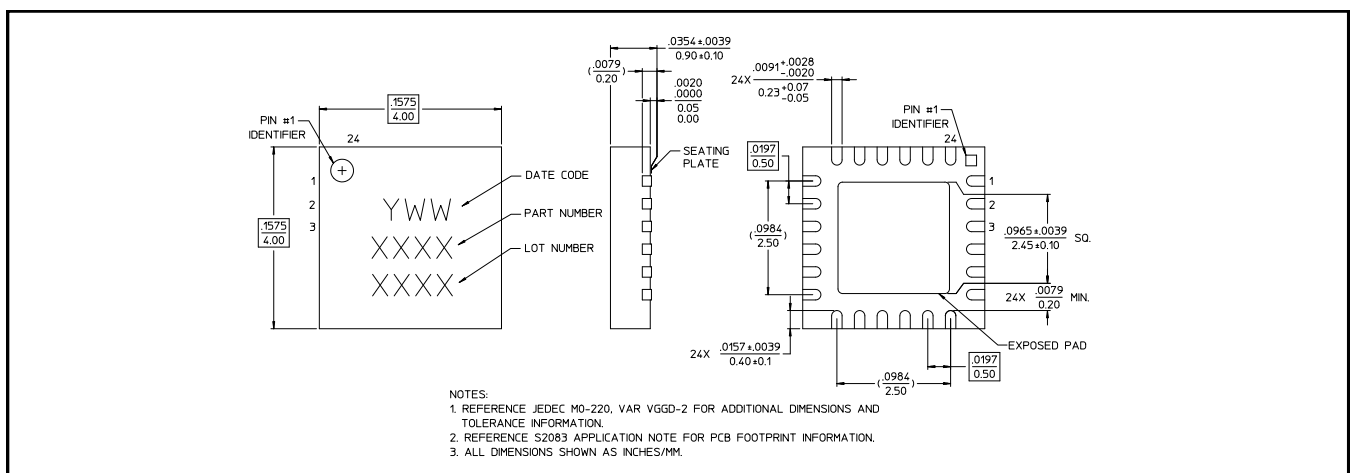 .1575
4.00
PIN #1
IDENTIFIER
24
1
2
3
.1575
4.00
YWW
XXXX
XXXX
DATE CODE
PART NUMBER
LOT NUMBER
.0354±.0039
0.90±0.10
(.0079
0.20)
.0020
.0000
0.05
0.00
SEATING
PLATE
24X .0091 +.0028
-.0020
0.23 +0.07
-0.05
PIN #1
IDENTIFIER
24
.0197
0.50
1
2
3
(.0984
2.50)
.0965±.0039
2.45±0.10 SQ.
24X .0079
0.20 MIN.
24X .0157±.0039
0.40±0.1
EXPOSED PAD
.0197
0.50
(.0984
2.50)
NOTES:
1. REFERENCE JEDEC MO-220, VAR VGGD-2 FOR ADDITIONAL DIMENSIONS AND
TOLERANCE INFORMATION.
2. REFERENCE S2083 APPLICATION NOTE FOR PCB FOOTPRINT INFORMATION.
3. ALL DIMENSIONS SHOWN AS INCHES/MM.